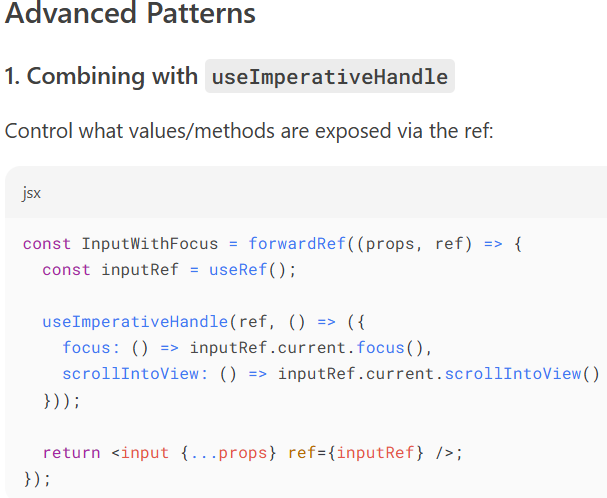 Advanced Patterns
1. Combining with useImperativeHandle
Control what values/methods are exposed via the ref:
jsx
const InputWithFocus = forwardRef((props, ref) => {
  const inputRef = useRef();
  useImperativeHandle(ref, () => ({
    focus: () => inputRef.current.focus(),
    scrollIntoView: () => inputRef.current.scrollIntoView()
  }));
  return <input {...props} ref={inputRef} />;
});